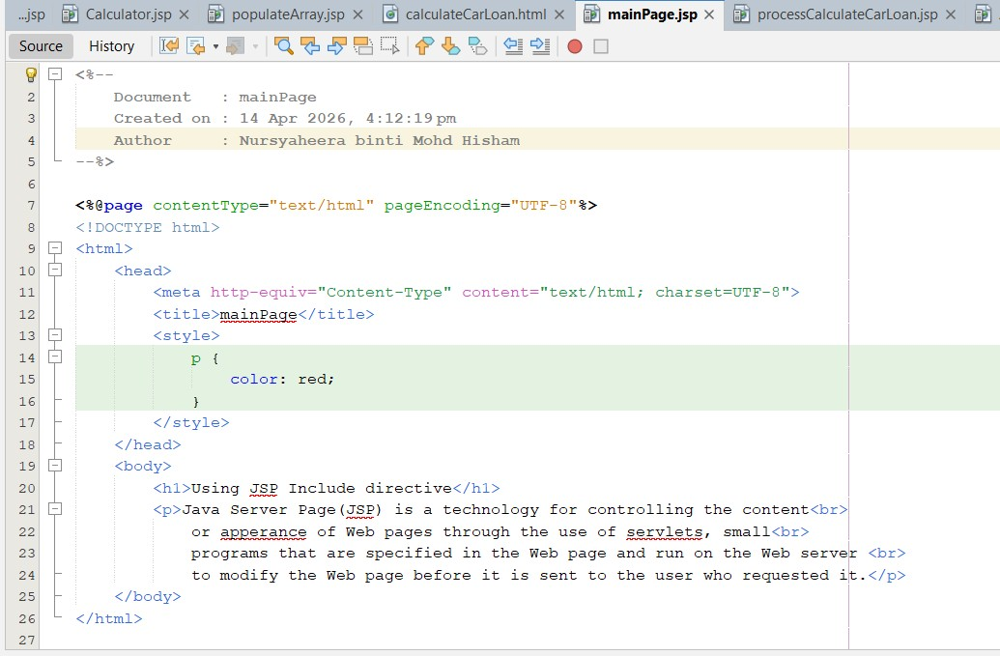 ...jsp Calculator.jsp populateArray.jsp calculateCarLoan.html mainPage.jsp processCalculateCarLoan.jsp
Source History
<%--
2 Document : mainPage
3 Created on : 14 Apr 2026, 4:12:19 pm
4 Author : Nursyaheera binti Mohd Hisham
5 --%>
6
7 <%@page contentType="text/html" pageEncoding="UTF-8"%>
8 <!DOCTYPE html>
9 <html>
10 <head>
11 <meta http-equiv="Content-Type" content="text/html; charset=UTF-8">
12 <title>mainPage</title>
13 <style>
14 p {
15 color: red;
16 }
17 </style>
18 </head>
19 <body>
20 <h1>Using JSP Include directive</h1>
21 <p>Java Server Page(JSP) is a technology for controlling the content<br>
22 or apperance of Web pages through the use of servlets, small<br>
23 programs that are specified in the Web page and run on the Web server <br>
24 to modify the Web page before it is sent to the user who requested it.</p>
25 </body>
26 </html>
27